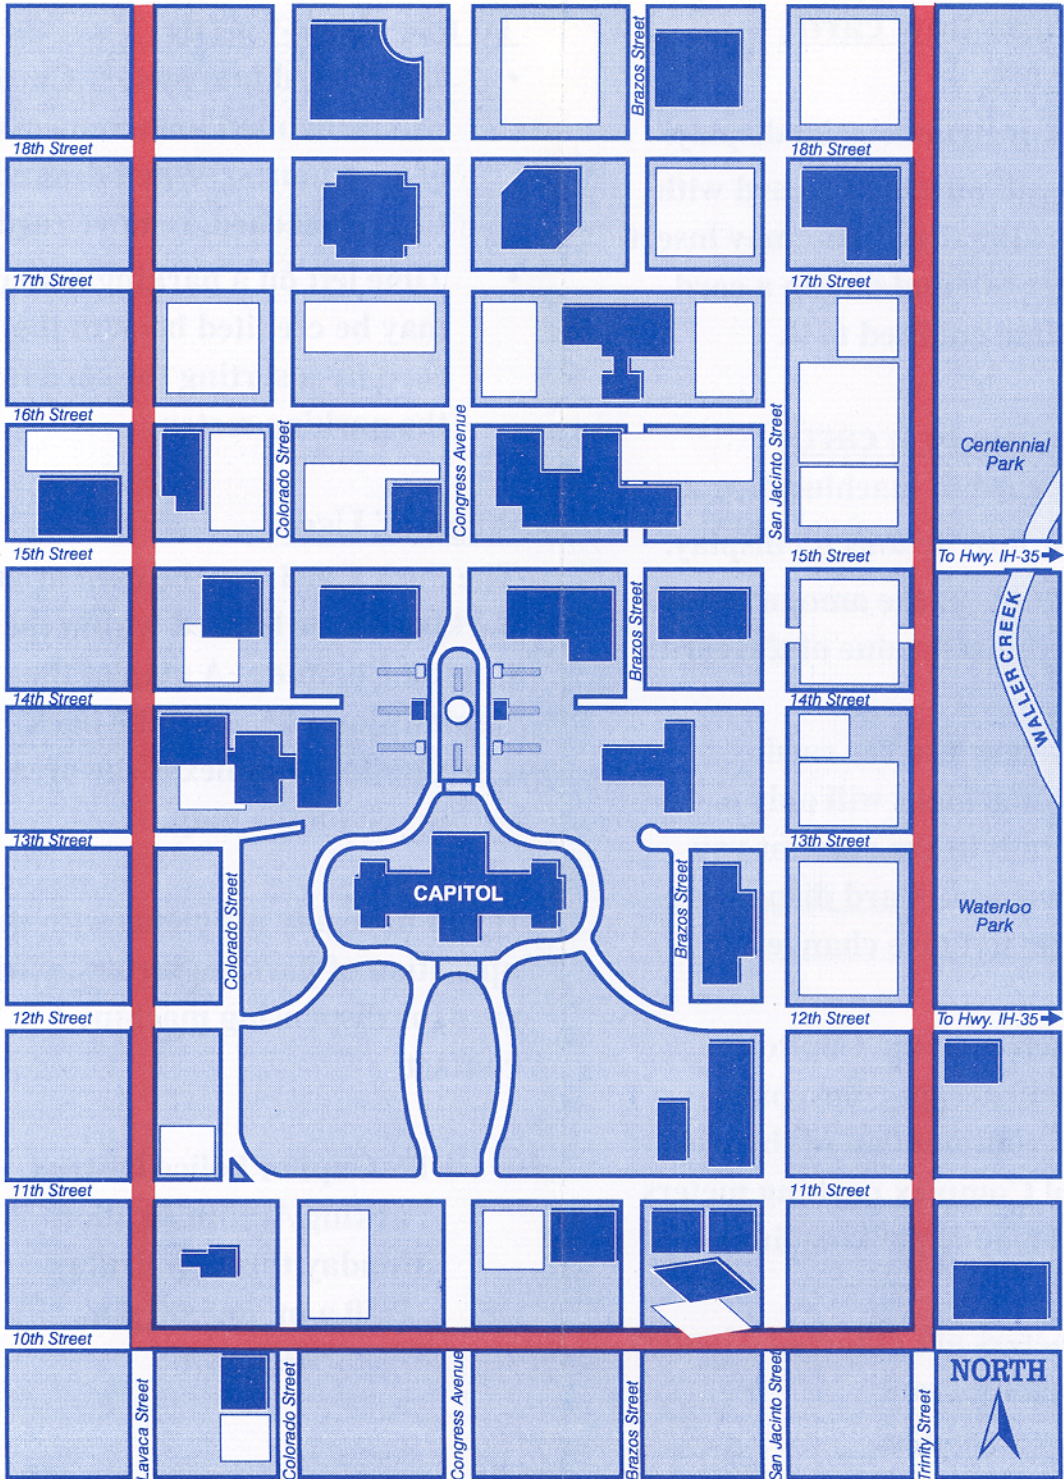 Brazos Street
18th Street
18th Street
17th Street
17th Street
16th Street
Colorado Street
Congress Avenue
San Jacinto Street
Centennial
Park
15th Street
15th Street
To Hwy. IH-35
Brazos Street
WALLER CREEK
14th Street
14th Street
13th Street
13th Street
CAPITOL
Colorado Street
Brazos Street
Waterloo
Park
12th Street
12th Street
To Hwy. IH-35
11th Street
11th Street
10th Street
Lavaca Street
Colorado Street
Congress Avenue
Brazos Street
San Jacinto Street
Trinity Street
NORTH